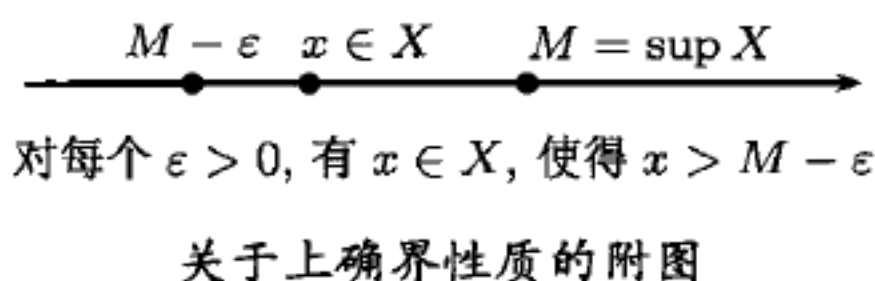 M − ε x ∈ X M = sup X
对每个 ε > 0, 有 x ∈ X, 使得 x > M − ε
关于上确界性质的附图